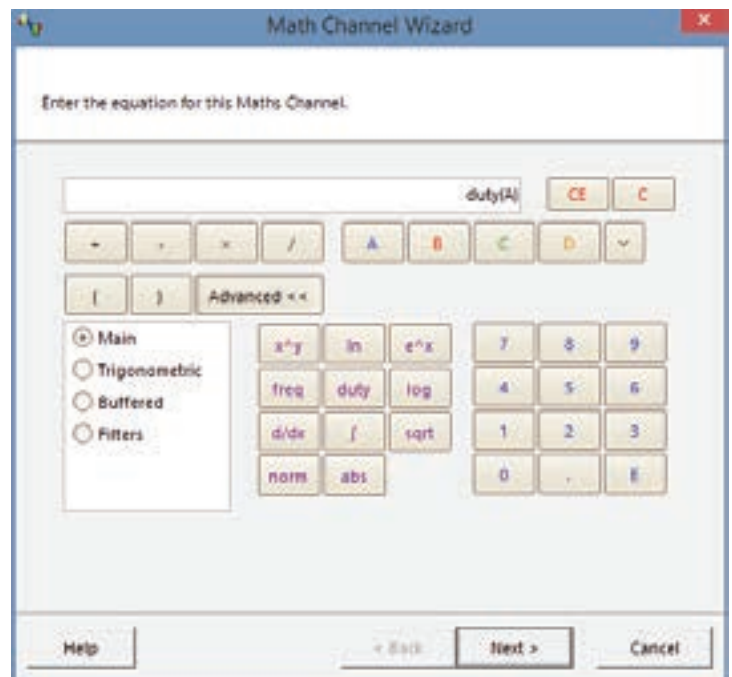 Math Channel Wizard
Enter the equation for this Maths Channel.
duty(A) CE C
+ - × / A B C D
( ) Advanced <<
Main
Trigonometric
Buffered
Filters
x^y ln e^x 7 8 9
freq duty log 4 5 6
d/dx ∫ sqrt 1 2 3
norm abs 0 . E
Help < Back Next > Cancel